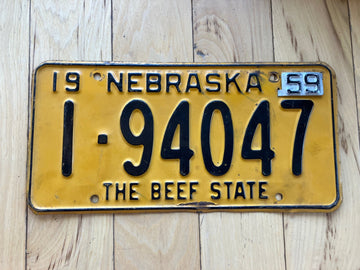 19 NEBRASKA 59
1-94047
THE BEEF STATE